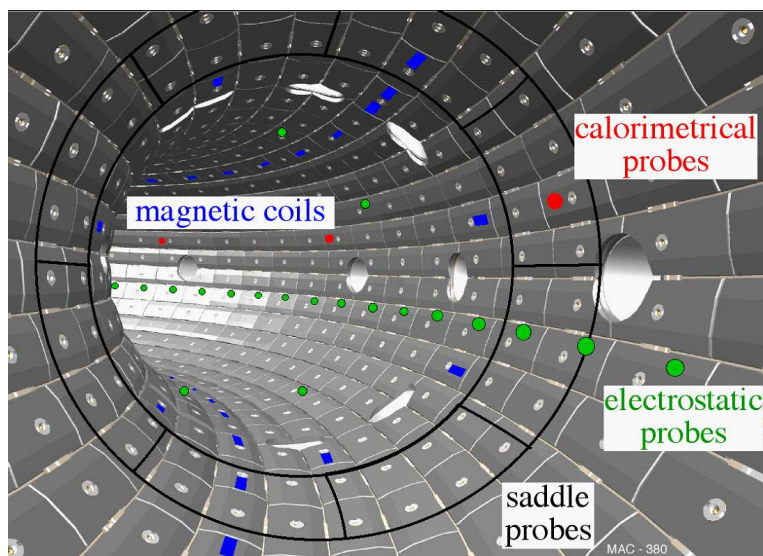 calorimetrical
probes
magnetic coils
electrostatic
probes
saddle
probes
MAC - 380